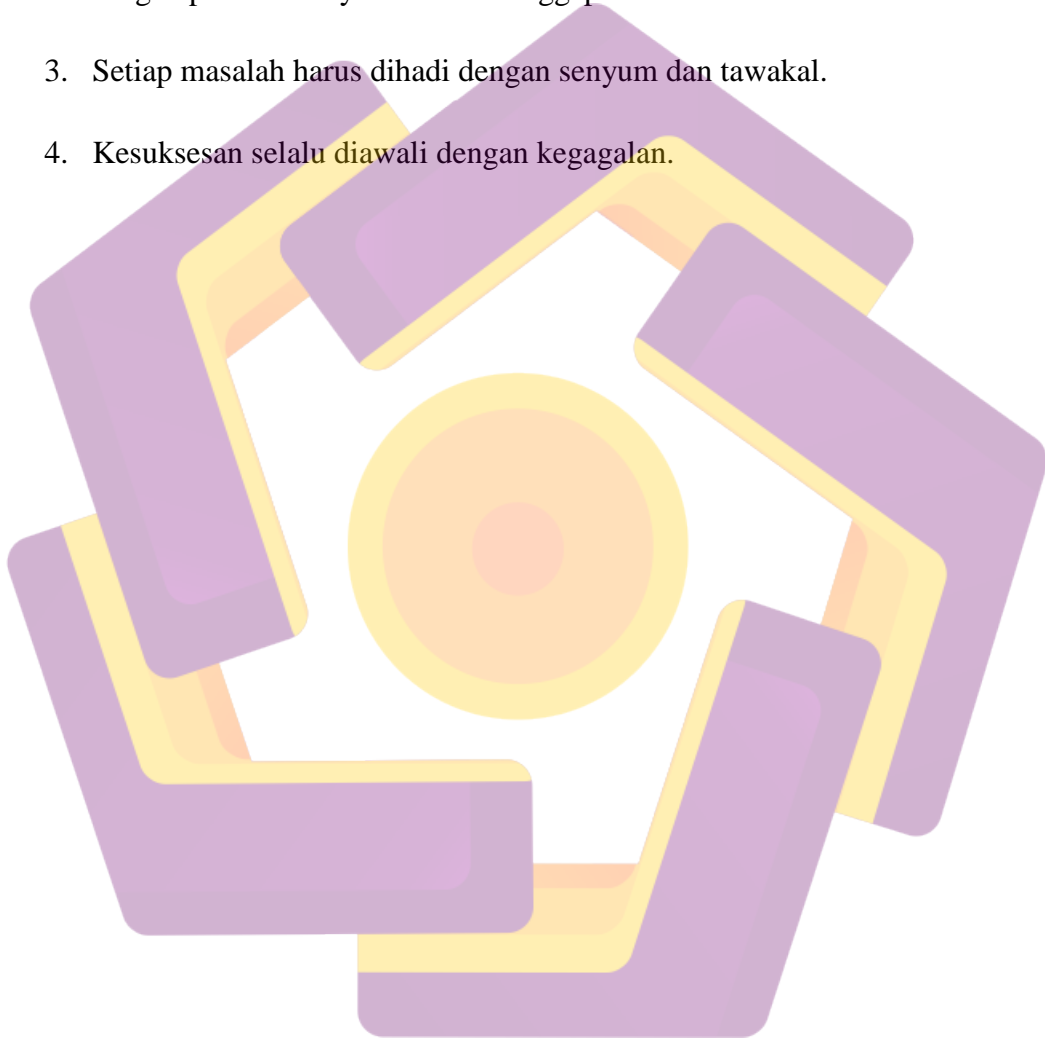 3. Setiap masalah harus dihadi dengan senyum dan tawakal.
4. Kesuksesan selalu diawali dengan kegagalan.